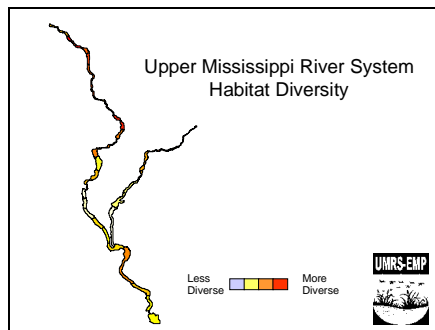 Upper Mississippi River System
Habitat Diversity
Less
Diverse
More
Diverse
UMRS-EMP